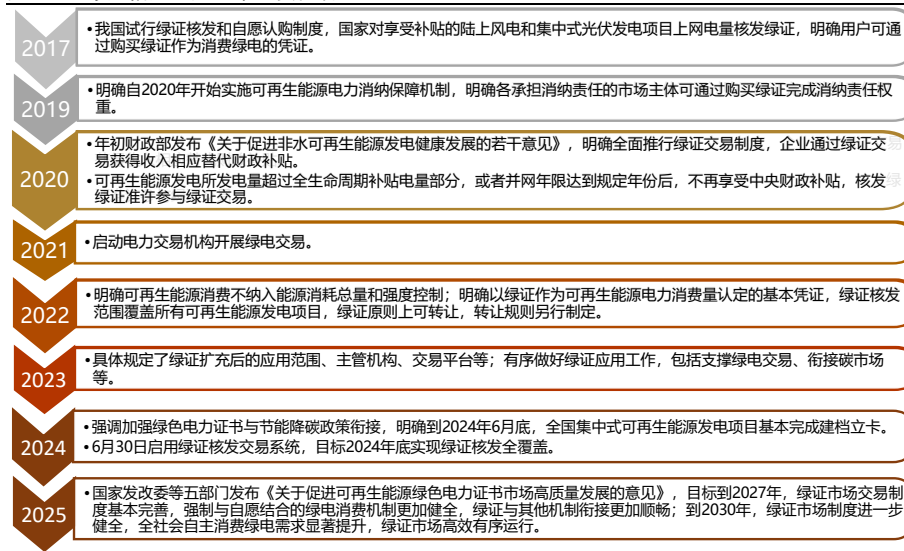 2017
•我国试行绿证核发和自愿认购制度，国家对享受补贴的陆上风电和集中式光伏发电项目上网电量核发绿证，明确用户可通
过购买绿证作为消费绿电的凭证。
2019
•明确自2020年开始实施可再生能源电力消纳保障机制，明确各承担消纳责任的市场主体可通过购买绿证完成消纳责任权
重。
2020
•年初财政部发布《关于促进非水可再生能源发电健康发展的若干意见》，明确全面推行绿证交易制度，企业通过绿证交易
易获得收入相应替代财政补贴。
•可再生能源发电所发电量超过全生命周期补贴电量部分，或者并网年限达到规定年份后，不再享受中央财政补贴，核发绿
绿证准许参与绿证交易。
2021
•启动电力交易机构开展绿电交易。
2022
•明确可再生能源消费不纳入能源消耗总量和强度控制；明确以绿证作为可再生能源电力消费量认定的基本凭证，绿证核发
范围覆盖所有可再生能源发电项目，绿证原则上可转让，转让规则另行制定。
2023
•具体规定了绿证扩充后的应用范围、主管机构、交易平台等；有序做好绿证应用工作，包括支撑绿电交易、衔接碳市场
等。
2024
•强调加强绿色电力证书与节能降碳政策衔接，明确到2024年6月底，全国集中式可再生能源发电项目基本完成建档立卡。
•6月30日启用绿证核发交易系统，目标2024年底实现绿证核发全覆盖。
2025
•国家发改委等五部门发布《关于促进可再生能源绿色电力证书市场高质量发展的意见》，目标到2027年，绿证市场交易制
度基本完善，强制与自愿结合的绿电消费机制更加健全，绿证与其他机制衔接更加顺畅；到2030年，绿证市场制度进一步
健全，全社会自主消费绿电需求显著提升，绿证市场高效有序运行。